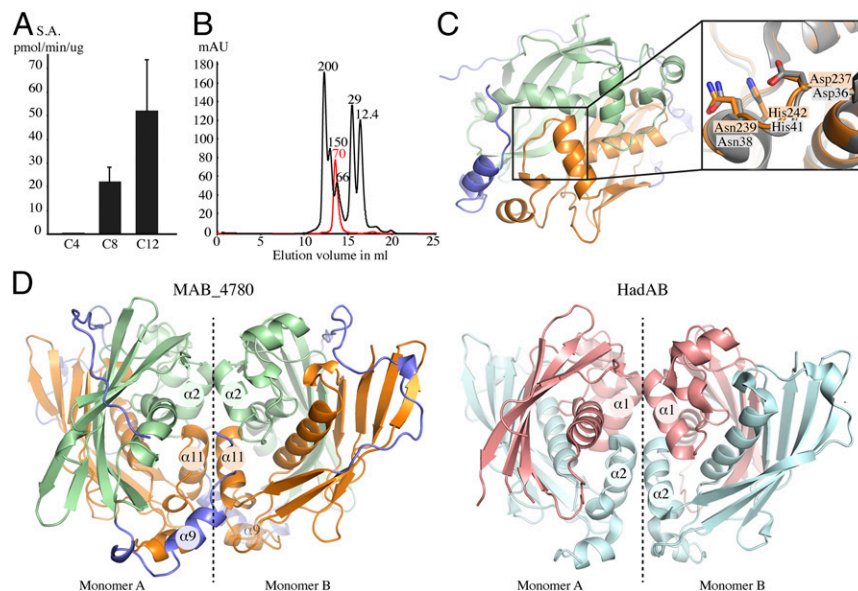 A
S.A.
pmol/min/ug
70
60
50
40
30
20
10
0
C4
C8
C12
B
mAU
180
160
140
120
100
80
60
40
20
0
200
150
70
66
29
12.4
0
5
10
15
20
25
Elution volume in ml
C
Asp237
Asp36
His242
His41
Asn239
Asn38
D
MAB_4780
HadAB
α2
α2
α11
α11
α9
α9
α1
α1
α2
α2
Monomer A
Monomer B
Monomer A
Monomer B